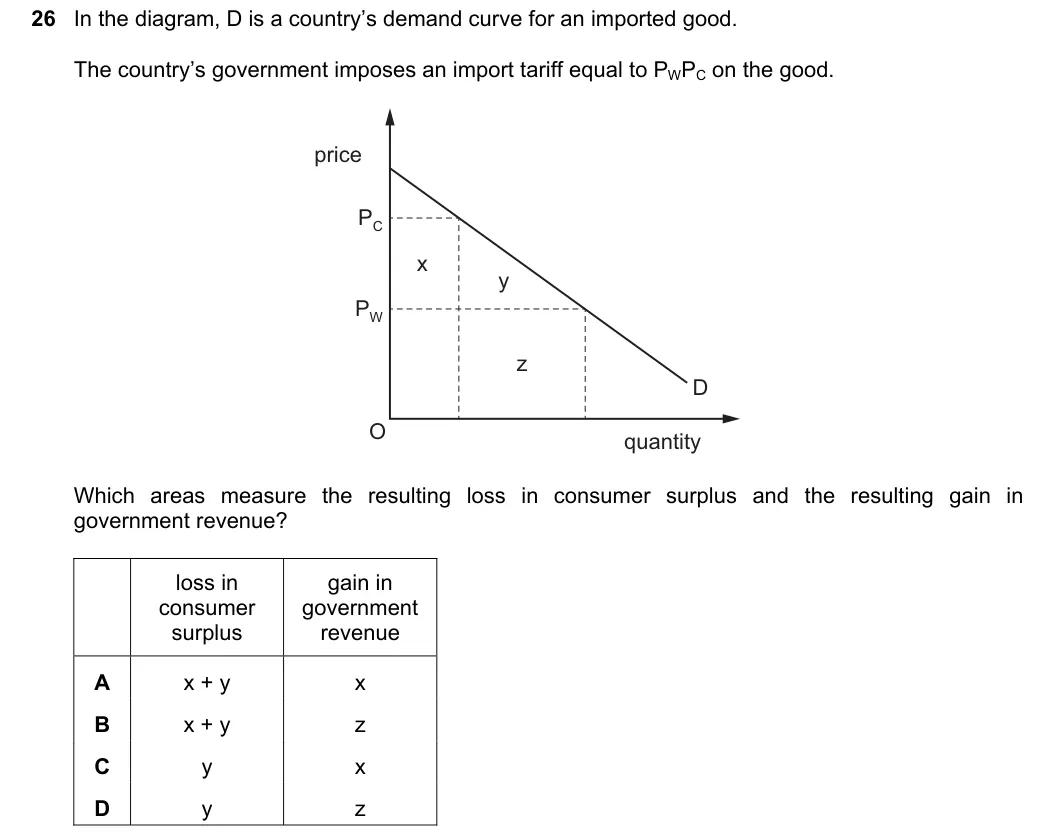 26 In the diagram, D is a country’s demand curve for an imported good.
The country’s government imposes an import tariff equal to PWPC on the good.
price
PC
x
y
PW
z
D
O
quantity
Which areas measure the resulting loss in consumer surplus and the resulting gain in
government revenue?
loss in consumer surplus
gain in government revenue
A x + y x
B x + y z
C y x
D y z